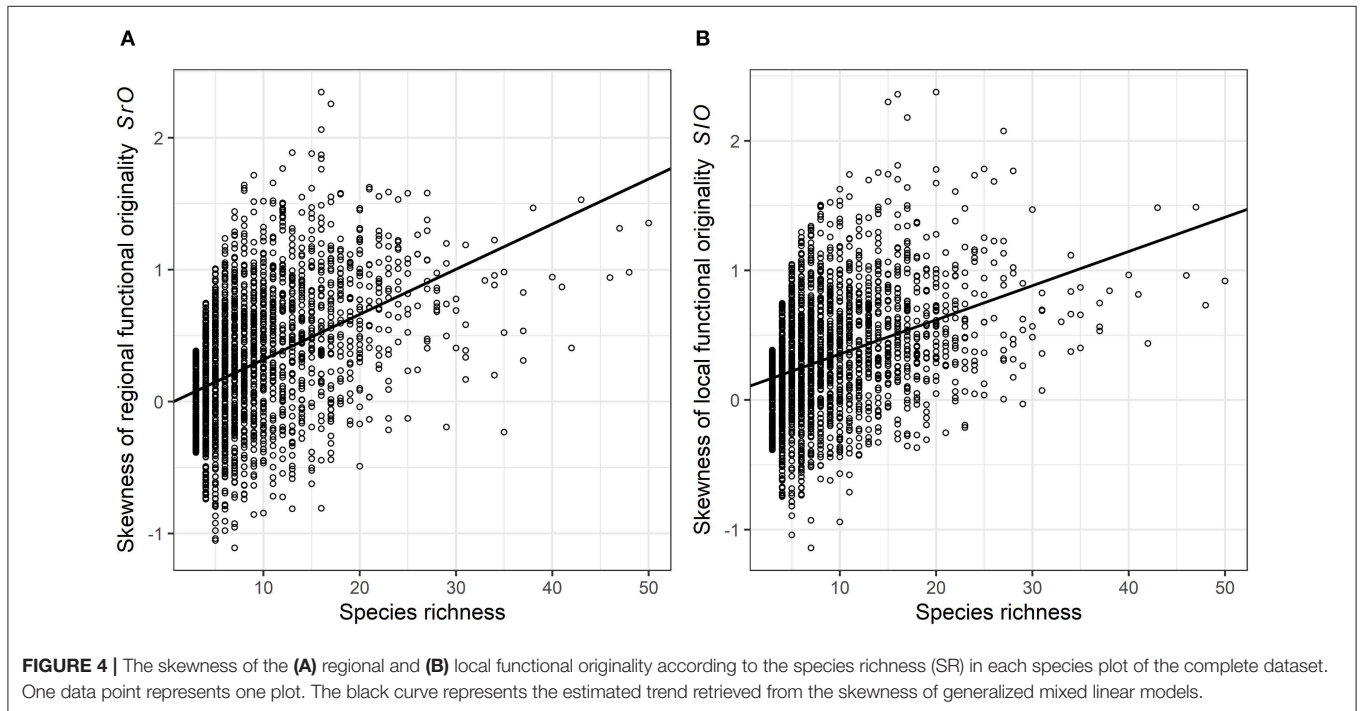 A
B
Skewness of regional functional originality SrO
2
1
0
-1
10 20 30 40 50
Species richness
Skewness of local functional originality SlO
2
1
0
-1
10 20 30 40 50
Species richness
FIGURE 4 | The skewness of the (A) regional and (B) local functional originality according to the species richness (SR) in each species plot of the complete dataset.
One data point represents one plot. The black curve represents the estimated trend retrieved from the skewness of generalized mixed linear models.